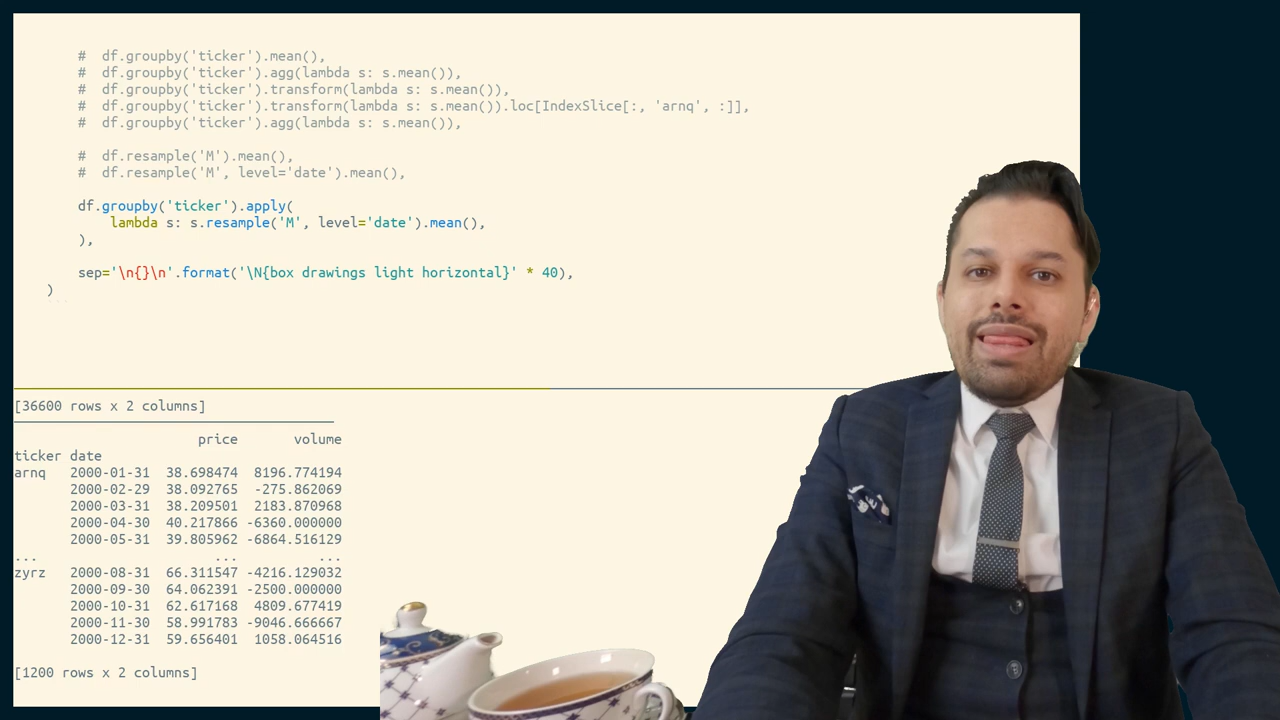 #  df.groupby('ticker').mean(),
#  df.groupby('ticker').agg(lambda s: s.mean()),
#  df.groupby('ticker').transform(lambda s: s.mean()),
#  df.groupby('ticker').transform(lambda s: s.mean()).loc[IndexSlice[:, 'arnq', :]],
#  df.groupby('ticker').agg(lambda s: s.mean()),
#  df.resample('M').mean(),
#  df.resample('M', level='date').mean(),
df.groupby('ticker').apply(
lambda s: s.resample('M', level='date').mean(),
),
sep='\n{}\n'.format('\N{box drawings light horizontal}' * 40),
)
[36600 rows x 2 columns]
price volume
ticker date
arnq 2000-01-31 38.698474 8196.774194
2000-02-29 38.092765 -275.862069
2000-03-31 38.209501 2183.870968
2000-04-30 40.217866 -6360.000000
2000-05-31 39.805962 -6864.516129
... ... ...
zyrz 2000-08-31 66.311547 -4216.129032
2000-09-30 64.062391 -2500.000000
2000-10-31 62.617168 4809.677419
2000-11-30 58.991783 -9046.666667
2000-12-31 59.656401 1058.064516
[1200 rows x 2 columns]